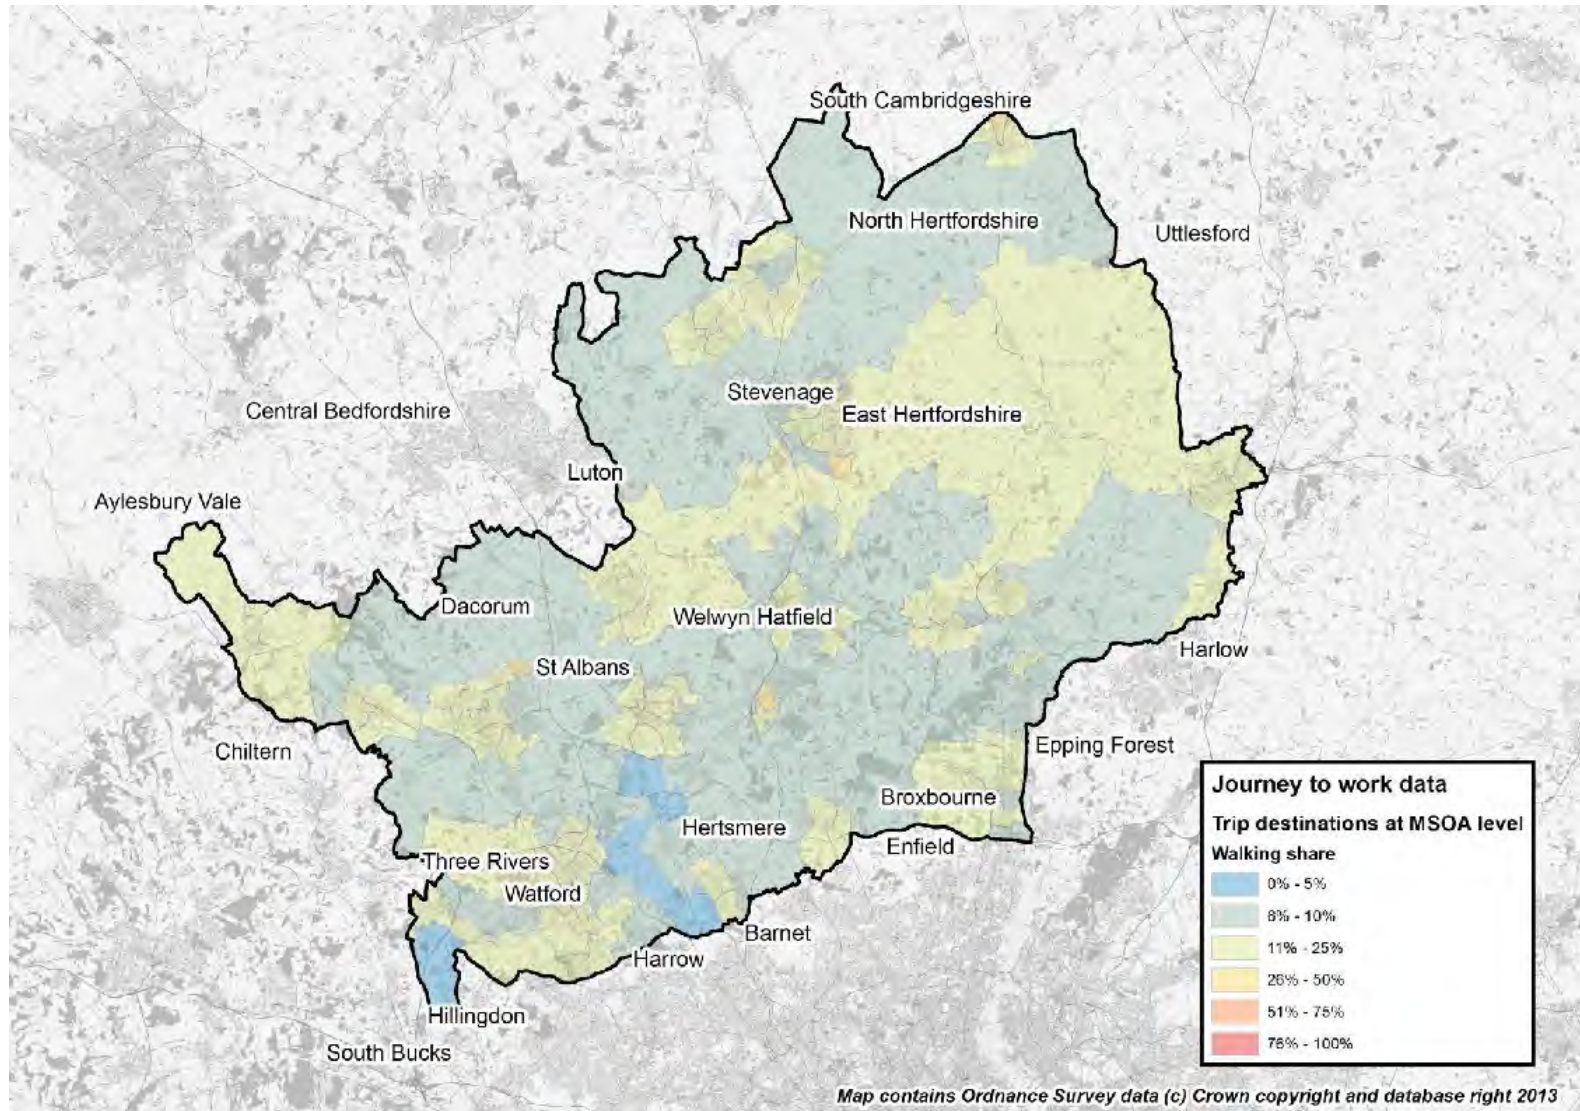 South Cambridgeshire
North Hertfordshire
Uttlesford
Stevenage
Central Bedfordshire
East Hertfordshire
Luton
Aylesbury Vale
Dacorum
Welwyn Hatfield
Harlow
St Albans
Chiltern
Epping Forest
Broxbourne
Hertsmere
Enfield
Three Rivers
Watford
Barnet
Harrow
Hillingdon
South Bucks
Journey to work data
Trip destinations at MSOA level
Walking share
0% - 5%
6% - 10%
11% - 25%
26% - 50%
51% - 75%
76% - 100%
Map contains Ordnance Survey data (c) Crown copyright and database right 2013